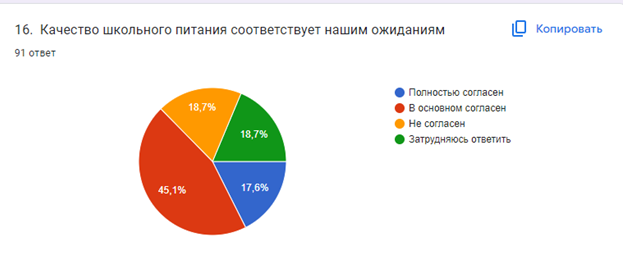 16. Качество школьного питания соответствует нашим ожиданиям
Копировать
91 ответ
Полностью согласен
В основном согласен
Не согласен
Затрудняюсь ответить
18,7%
18,7%
45,1%
17,6%